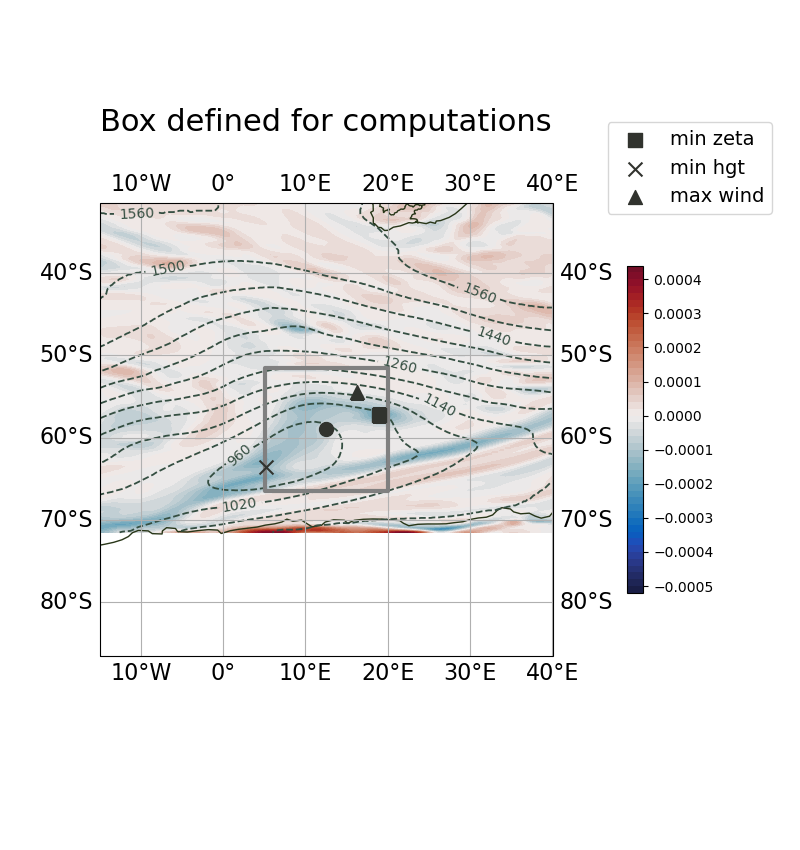 Box defined for computations
min zeta
min hgt
max wind
10°W 0° 10°E 20°E 30°E 40°E
1560
1500
40°S 40°S
1560
1440
50°S 50°S
1260
1140
60°S 60°S
960
1020
70°S 70°S
80°S 80°S
10°W 0° 10°E 20°E 30°E 40°E
0.0004
0.0003
0.0002
0.0001
0.0000
−0.0001
−0.0002
−0.0003
−0.0004
−0.0005